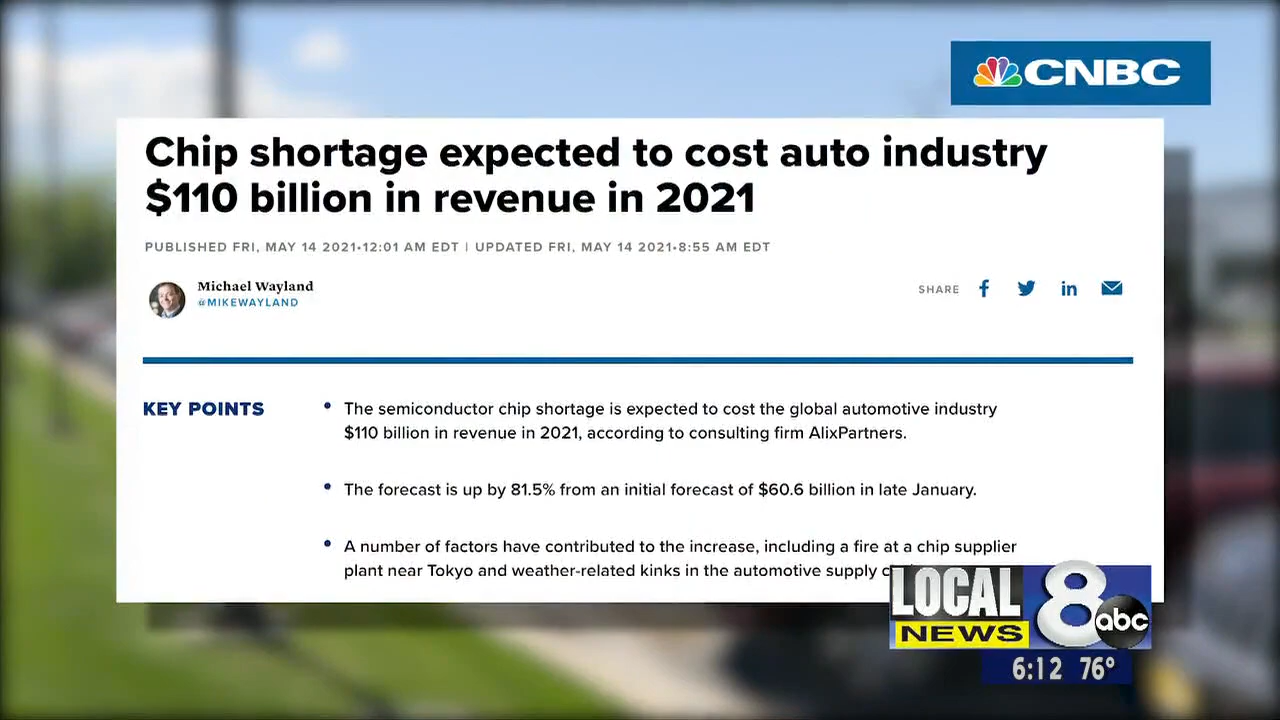 CNBC
Chip shortage expected to cost auto industry
$110 billion in revenue in 2021
PUBLISHED FRI, MAY 14 2021•12:01 AM EDT | UPDATED FRI, MAY 14 2021•8:55 AM EDT
Michael Wayland
@MIKEWAYLAND
SHARE f in
KEY POINTS
• The semiconductor chip shortage is expected to cost the global automotive industry
$110 billion in revenue in 2021, according to consulting firm AlixPartners.
• The forecast is up by 81.5% from an initial forecast of $60.6 billion in late January.
• A number of factors have contributed to the increase, including a fire at a chip supplier
plant near Tokyo and weather-related kinks in the automotive supply
LOCAL
NEWS
8
abc
6:12 76°